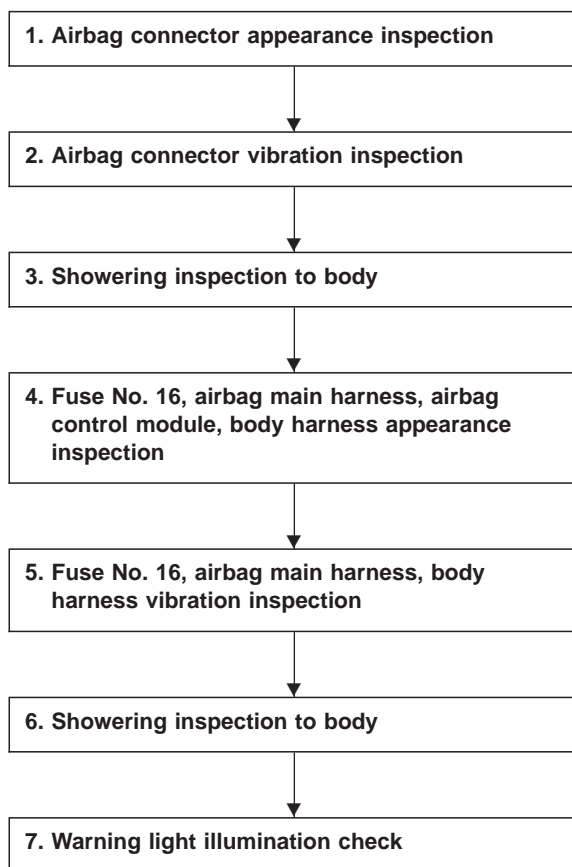 1. Airbag connector appearance inspection
2. Airbag connector vibration inspection
3. Showering inspection to body
4. Fuse No. 16, airbag main harness, airbag
control module, body harness appearance
inspection
5. Fuse No. 16, airbag main harness, body
harness vibration inspection
6. Showering inspection to body
7. Warning light illumination check